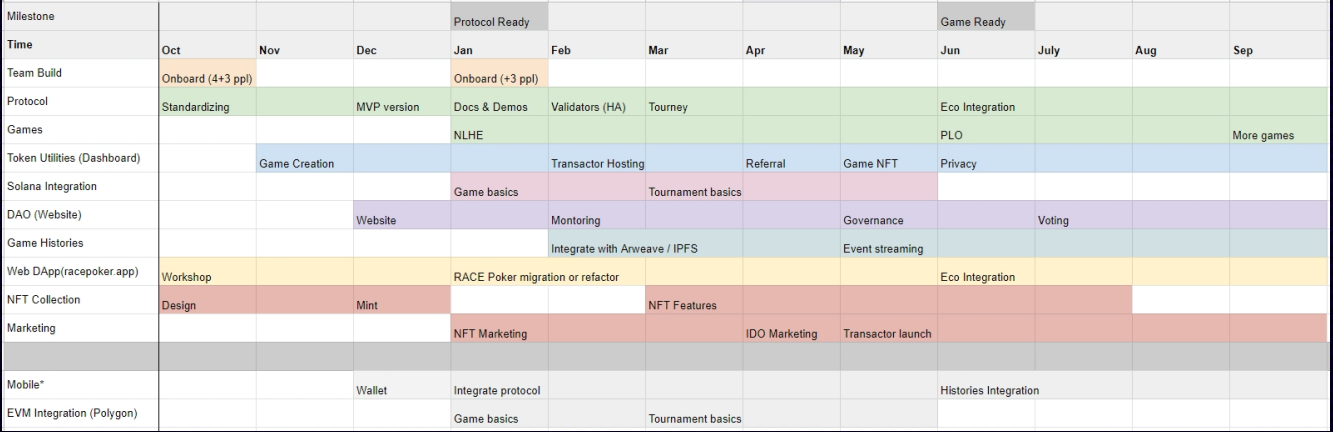 Milestone Protocol Ready Game Ready
Time Oct Nov Dec Jan Feb Mar Apr May Jun July Aug Sep
Team Build Onboard (4+3 ppl) Onboard (+3 ppl)
Protocol Standardizing MVP version Docs & Demos Validators (HA) Tourney Eco Integration
Games NLHE PLO More games
Token Utilities (Dashboard) Game Creation Transactor Hosting Referral Game NFT Privacy
Solana Integration Game basics Tournament basics
DAO (Website) Website Montoring Governance Voting
Game Histories Integrate with Arweave / IPFS Event streaming
Web DApp(racepoker.app) Workshop RACE Poker migration or refactor Eco Integration
NFT Collection Design Mint NFT Features
Marketing NFT Marketing IDO Marketing Transactor launch
Mobile* Wallet Integrate protocol Histories Integration
EVM Integration (Polygon) Game basics Tournament basics